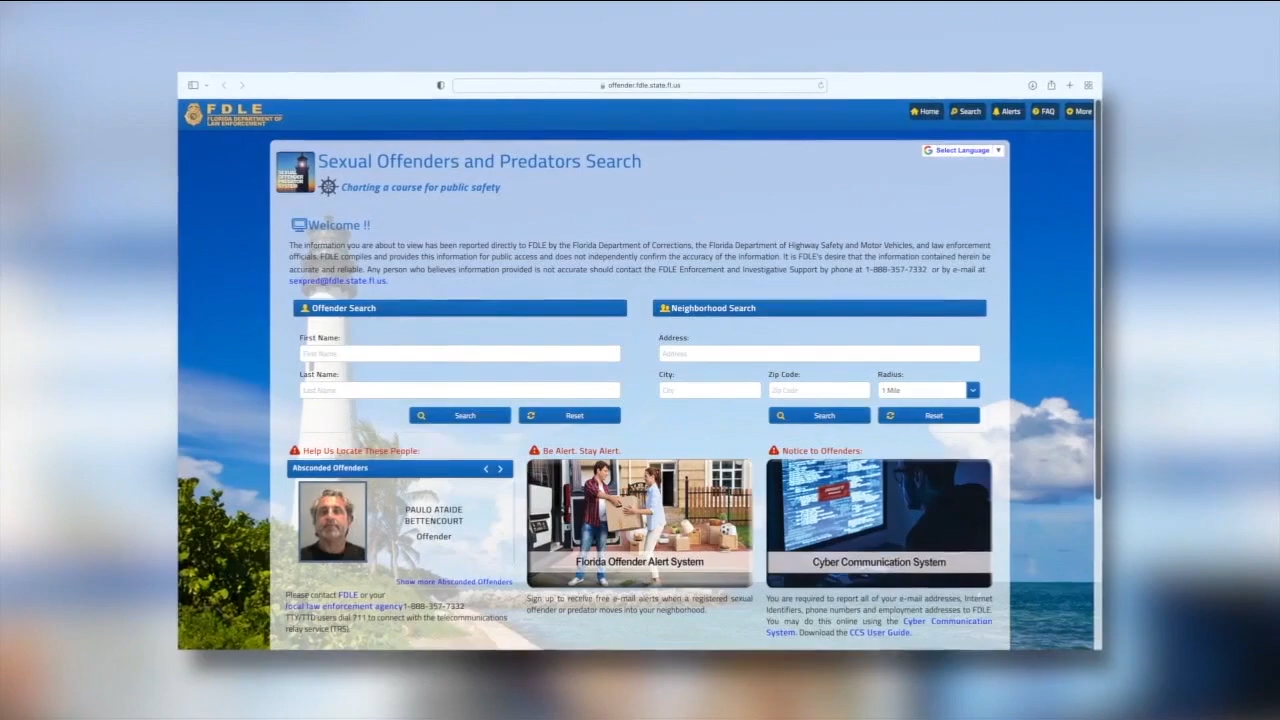 offender.fdle.state.fl.us
FDLE
FLORIDA DEPARTMENT OF
LAW ENFORCEMENT
Home
Search
Alerts
FAQ
More
Select Language
SEXUAL
OFFENDER
PREDATOR
SYSTEM
Sexual Offenders and Predators Search
Charting a course for public safety
Welcome !!
The information you are about to view has been reported directly to FDLE by the Florida Department of Corrections, the Florida Department of Highway Safety and Motor Vehicles, and law enforcement
officials. FDLE compiles and provides this information for public access and does not independently confirm the accuracy of the information. It is FDLE's desire that the information contained herein be
accurate and reliable. Any person who believes information provided is not accurate should contact the FDLE Enforcement and Investigative Support by phone at 1-888-357-7332 or by e-mail at
sexpred@fdle.state.fl.us.
Offender Search
First Name:
First Name
Last Name:
Last Name
Search
Reset
Neighborhood Search
Address:
Address
City:
Zip Code:
Radius:
City
Zip Code
1 Mile
Search
Reset
Help Us Locate These People:
Absconded Offenders
PAULO ATAIDE
BETTENCOURT
Offender
Show more Absconded Offenders
Please contact FDLE or your
local law enforcement agency1-888-357-7332
TTY/TTD users dial 711 to connect with the telecommunications
relay service (TRS).
Be Alert. Stay Alert.
Florida Offender Alert System
Sign up to receive free e-mail alerts when a registered sexual
offender or predator moves into your neighborhood.
Notice to Offenders:
Cyber Communication System
You are required to report all of your e-mail addresses, Internet
Identifiers, phone numbers and employment addresses to FDLE.
You may do this online using the Cyber Communication
System. Download the CCS User Guide.